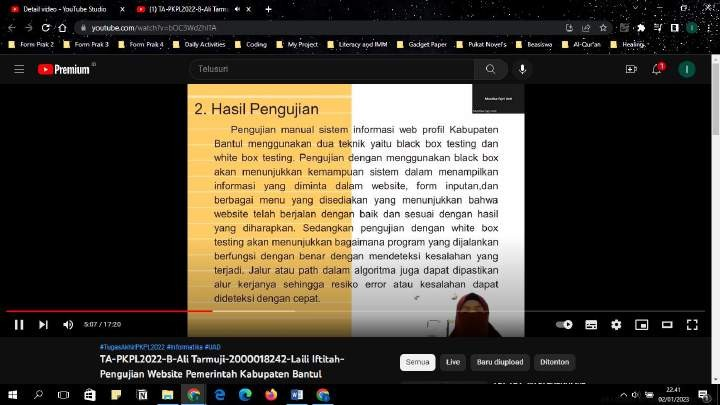 Detail video - YouTube Studio
(1) TA-PKPL2022-B-Ali Tarmuji
youtube.com/watch?v=
Form Prak 2
Form Prak 3
Form Prak 4
Daily Activities
Coding
My Project
Literacy and IMM
Gadget Paper
Pukat Novel's
Beasiswa
Al-Qur'an
Healing
Premium ID
Telusuri
1
I
2. Hasil Pengujian
Pengujian manual sistem informasi web profil Kabupaten
Bantul menggunakan dua teknik yaitu black box testing dan
white box testing. Pengujian dengan menggunakan black box
akan menunjukkan kemampuan sistem dalam menampilkan
informasi yang diminta dalam website, form inputan,dan
berbagai menu yang disediakan yang menunjukkan bahwa
website telah berjalan dengan baik dan sesuai dengan hasil
yang diharapkan. Sedangkan pengujian dengan white box
testing akan menunjukkan bagaimana program yang dijalankan
berfungsi dengan benar dengan mendeteksi kesalahan yang
terjadi. Jalur atau path dalam algoritma juga dapat dipastikan
alur kerjanya sehingga resiko error atau kesalahan dapat
dideteksi dengan cepat.
5:07 / 17:20
#TugasAkhirPKPL2022 #Informatika #UAD
TA-PKPL2022-B-Ali Tarmuji-2000018242-Laili Iftitah-
Pengujian Website Pemerintah Kabupaten Bantul
Semua
Live
Baru diupload
Ditonton
22.41
02/01/2023